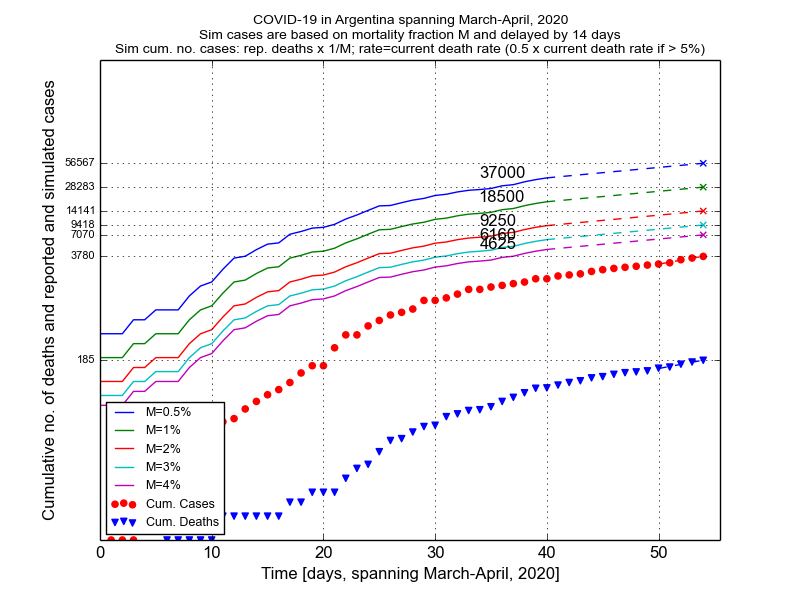 COVID-19 in Argentina spanning March-April, 2020
Sim cases are based on mortality fraction M and delayed by 14 days
Sim cum. no. cases: rep. deaths x 1/M; rate=current death rate (0.5 x current death rate if > 5%)
Cumulative no. of deaths and reported and simulated cases
56567
28283
14141
9418
7070
3780
185
37000
18500
9250
6160
4625
M=0.5%
M=1%
M=2%
M=3%
M=4%
Cum. Cases
Cum. Deaths
0 10 20 30 40 50
Time [days, spanning March-April, 2020]